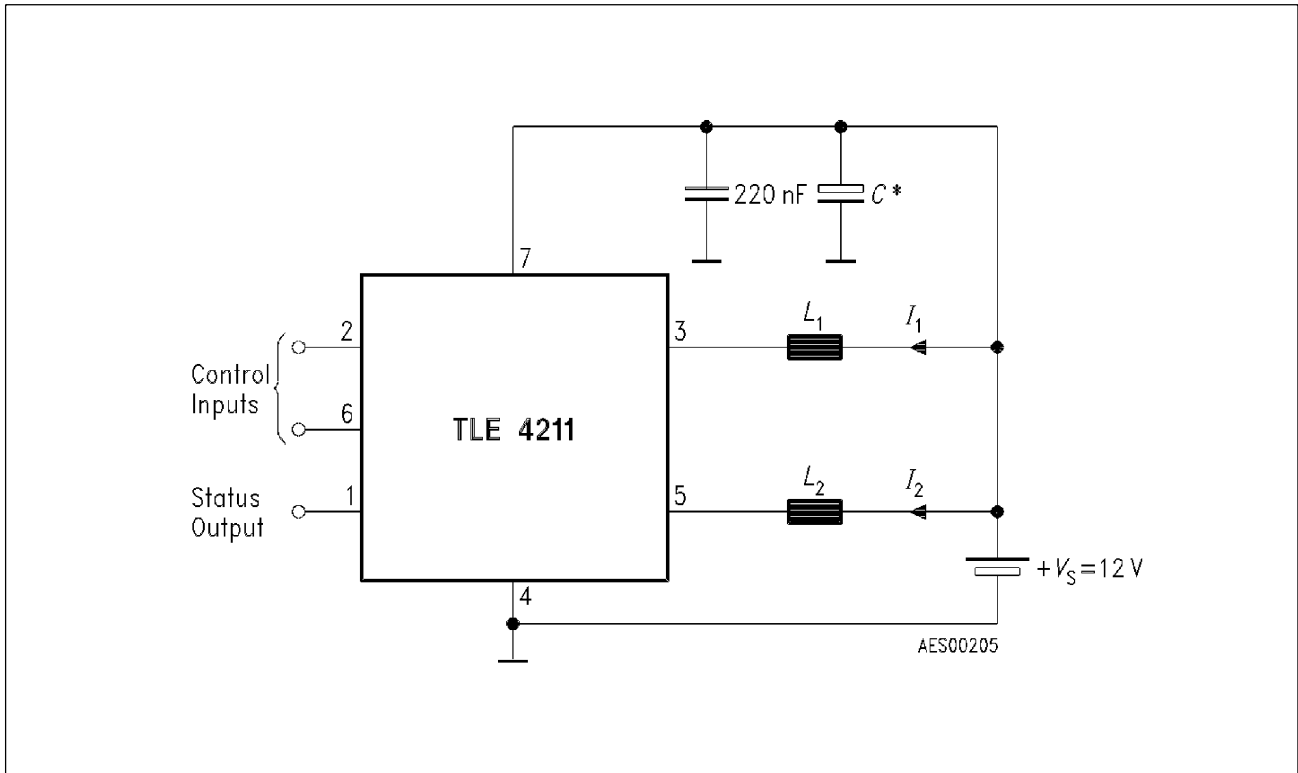 220 nF
C*
7
2
3
L1
I1
Control
Inputs
6
TLE 4211
Status
Output
1
5
L2
I2
+VS=12 V
4
AES00205